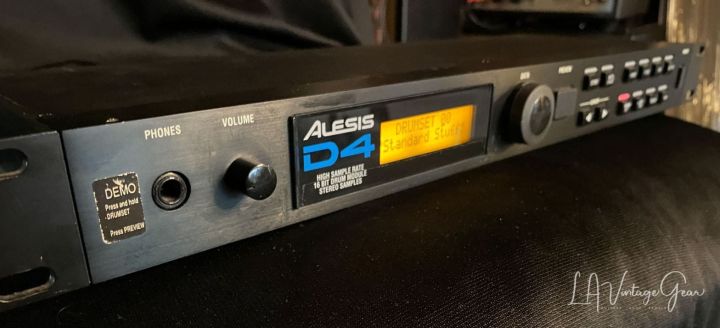 PHONES
VOLUME
DEMO
Press and hold
-DRUMSET
Press PREVIEW
ALESIS
D4
HIGH SAMPLE RATE
16 BIT DRUM MODULE
STEREO SAMPLES
DRUMSET 00
"Standard Stuff"
PREVIEW
L.A. Vintage Gear